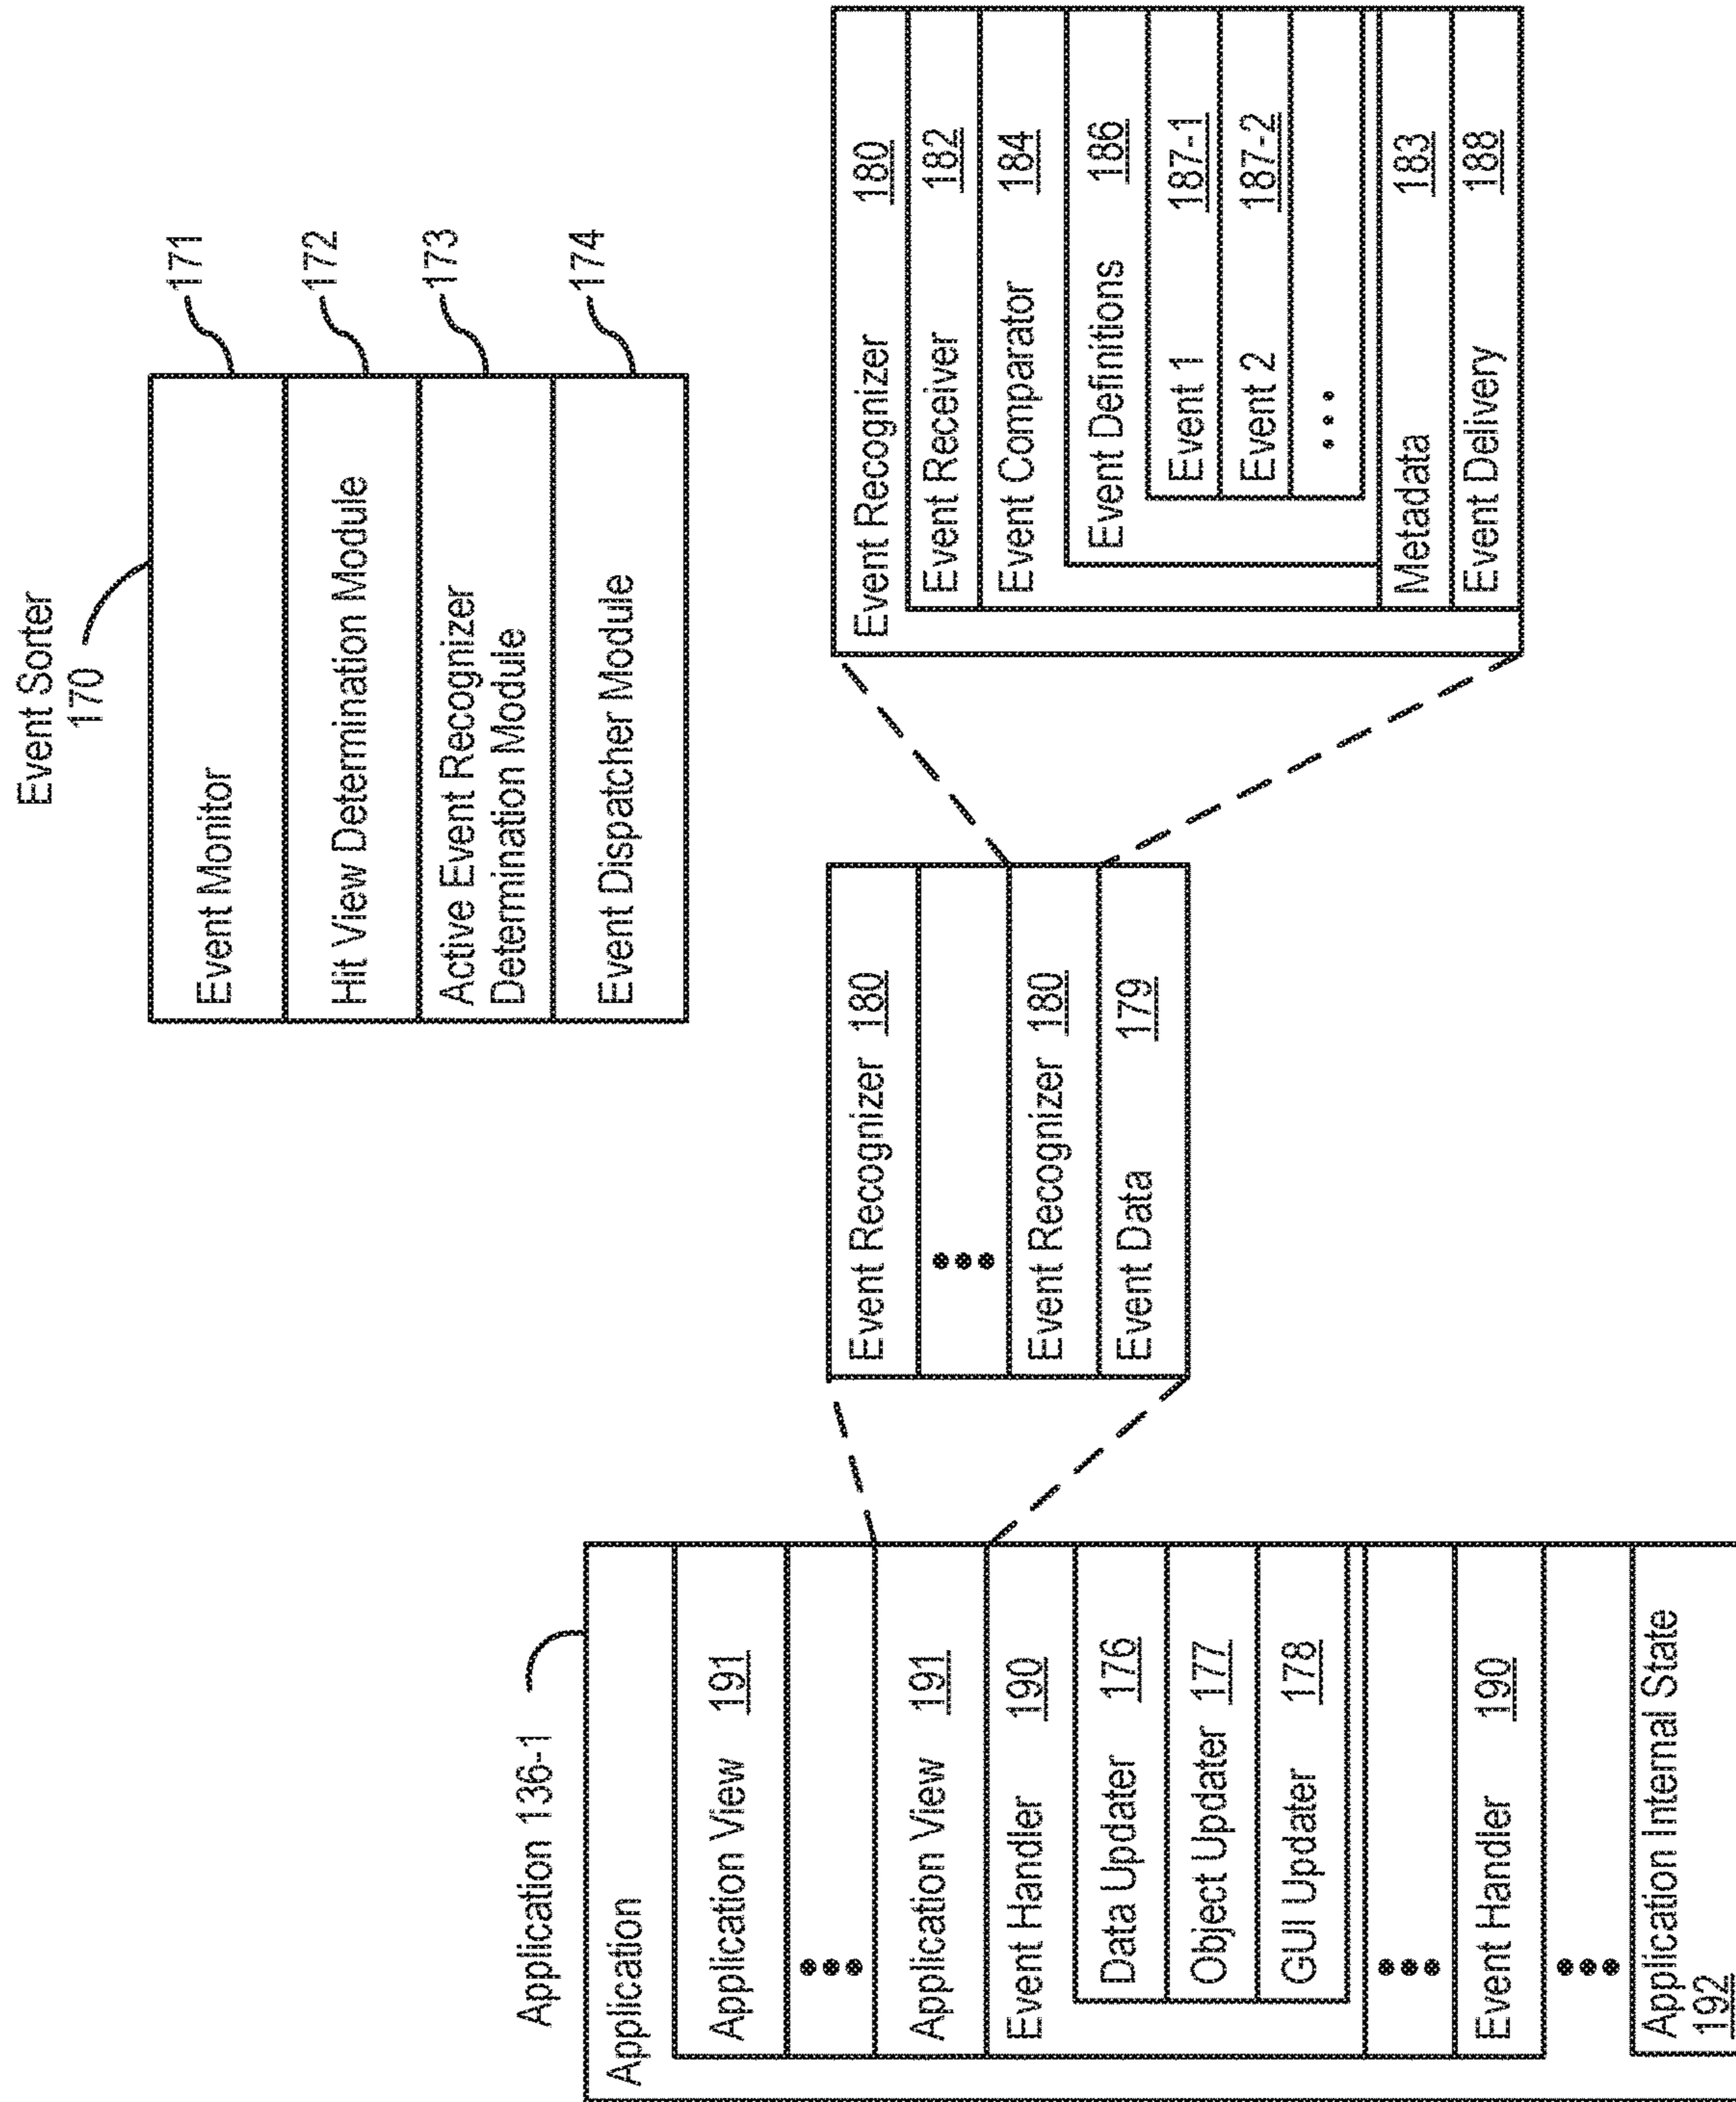 Event Sorter
170
Event Monitor
171
Hit View Determination Module
172
Active Event Recognizer
Determination Module
173
Event Dispatcher Module
174
Application 136-1
Application
Application View 191
Application View 191
Event Handler 190
Data Updater 176
Object Updater 177
GUI Updater 178
Event Handler 190
Application Internal State
192
Event Recognizer 180
Event Recognizer 180
Event Data 179
Event Recognizer 180
Event Receiver 182
Event Comparator 184
Event Definitions 186
Event 1 187-1
Event 2 187-2
Metadata 183
Event Delivery 188